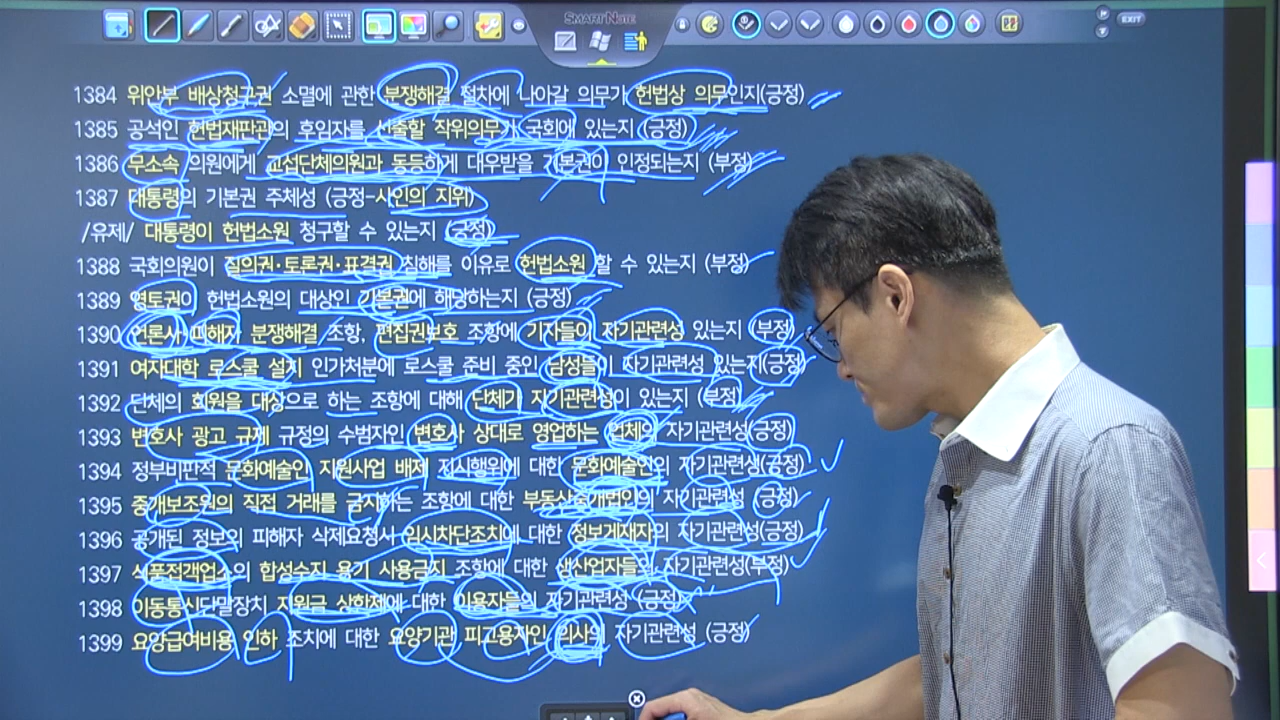 SMART NOTE
EXIT
1384 위안부 배상청구권 소멸에 관한 분쟁해결 절차에 나아갈 의무가 헌법상 의무인지(긍정)
1385 공석인 헌법재판관의 후임자를 선출할 작위의무가 국회에 있는지 (긍정)
1386 무소속 의원에게 교섭단체의원과 동등하게 대우받을 기본권이 인정되는지 (부정)
1387 대통령의 기본권 주체성 (긍정-사인의 지위)
/유제/ 대통령이 헌법소원 청구할 수 있는지 (긍정)
1388 국회의원이 질의권·토론권·표결권 침해를 이유로 헌법소원 할 수 있는지 (부정)
1389 영토권이 헌법소원의 대상인 기본권에 해당하는지 (긍정)
1390 언론사·피해자 분쟁해결 조항, 편집권보호 조항에 기자들이 자기관련성 있는지 (부정)
1391 여자대학 로스쿨 설치 인가처분에 로스쿨 준비 중인 남성들이 자기관련성 있는지(긍정)
1392 단체의 회원을 대상으로 하는 조항에 대해 단체가 자기관련성이 있는지 (부정)
1393 변호사 광고 규제 규정의 수범자인 변호사 상대로 영업하는 업체의 자기관련성(긍정)
1394 정부비판적 문화예술인 지원사업 배제 지시행위에 대한 문화예술인의 자기관련성(긍정)
1395 중개보조원의 직접 거래를 금지하는 조항에 대한 부동산중개법인의 자기관련성 (긍정)
1396 공개된 정보의 피해자 삭제요청시 임시차단조치에 대한 정보게재자의 자기관련성(긍정)
1397 식품접객업소의 합성수지 용기 사용금지 조항에 대한 생산업자들의 자기관련성(부정)
1398 이동통신단말장치 지원금 상한제에 대한 이용자들의 자기관련성 (긍정)
1399 요양급여비용 인하 조치에 대한 요양기관 피고용자인 의사의 자기관련성 (긍정)